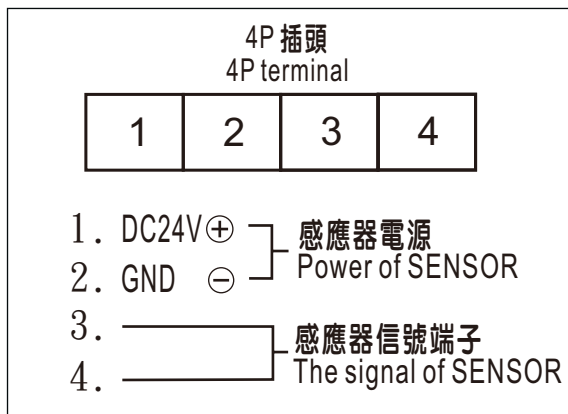 4P 插頭
4P terminal
1 2 3 4
1. DC24V⊕
2. GND ⊖
感應器電源
Power of SENSOR
3.
4.
感應器信號端子
The signal of SENSOR